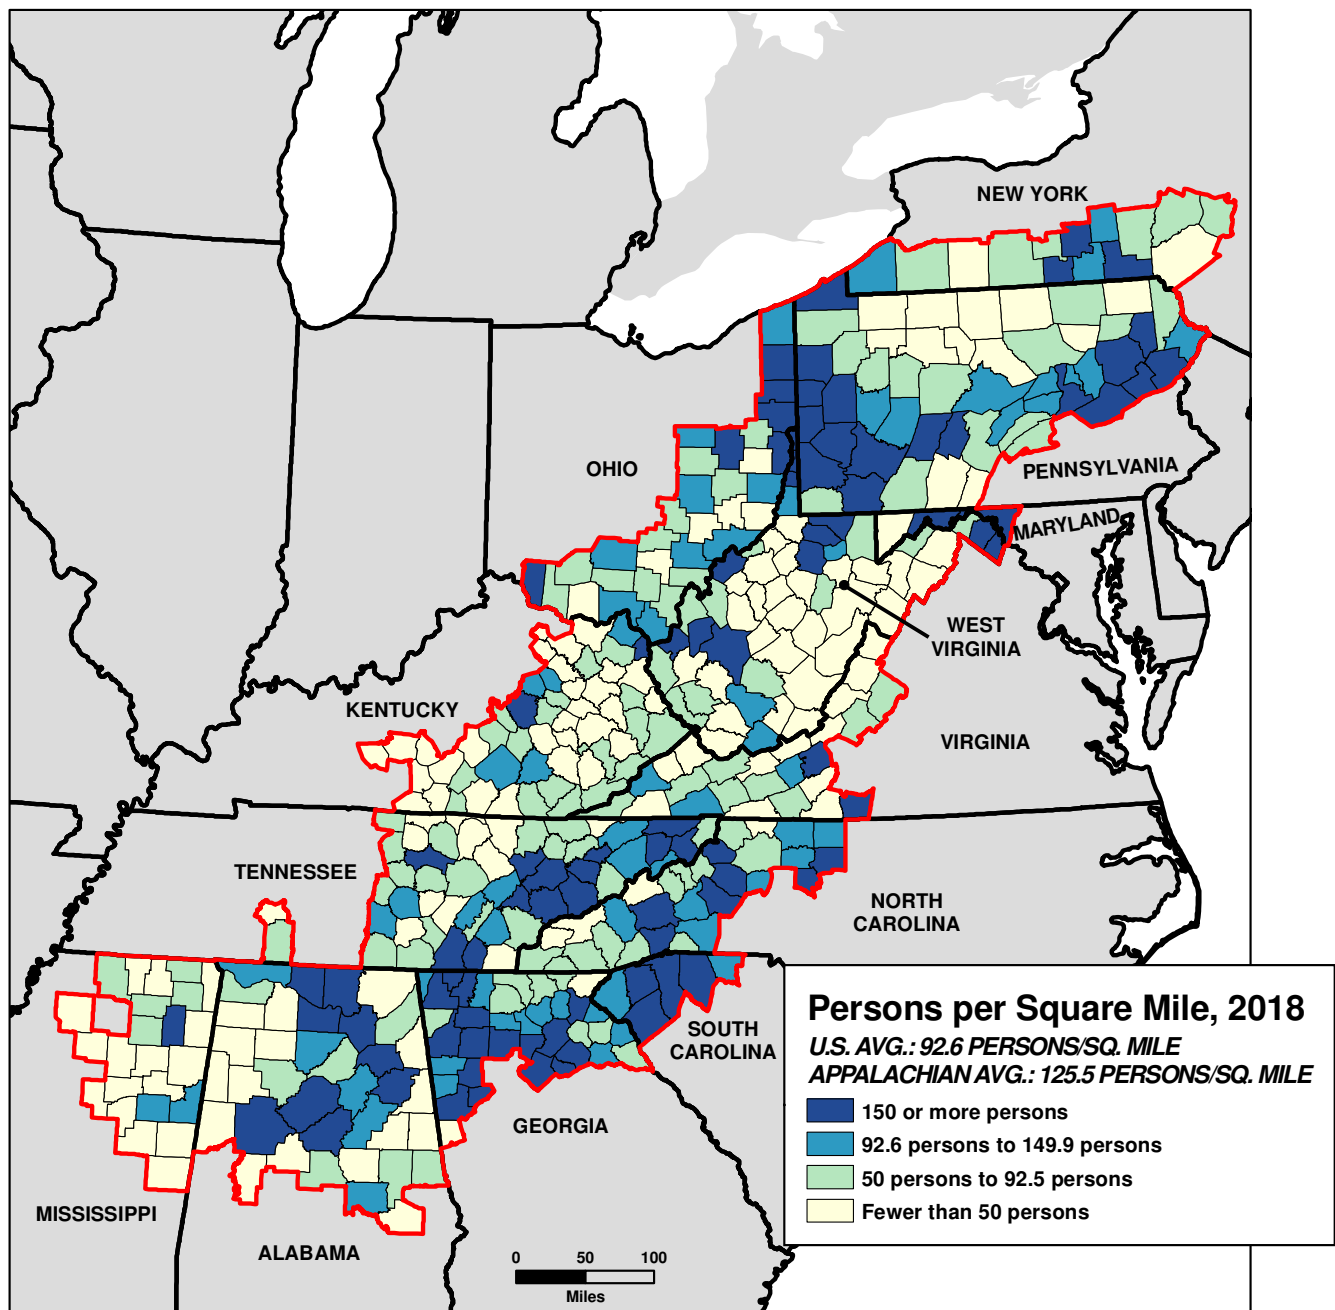 NEW YORK
OHIO
PENNSYLVANIA
MARYLAND
WEST
VIRGINIA
KENTUCKY
VIRGINIA
TENNESSEE
NORTH
CAROLINA
SOUTH
CAROLINA
GEORGIA
MISSISSIPPI
ALABAMA
Persons per Square Mile, 2018
U.S. AVG.: 92.6 PERSONS/SQ. MILE
APPALACHIAN AVG.: 125.5 PERSONS/SQ. MILE
150 or more persons
92.6 persons to 149.9 persons
50 persons to 92.5 persons
Fewer than 50 persons
0 50 100
Miles